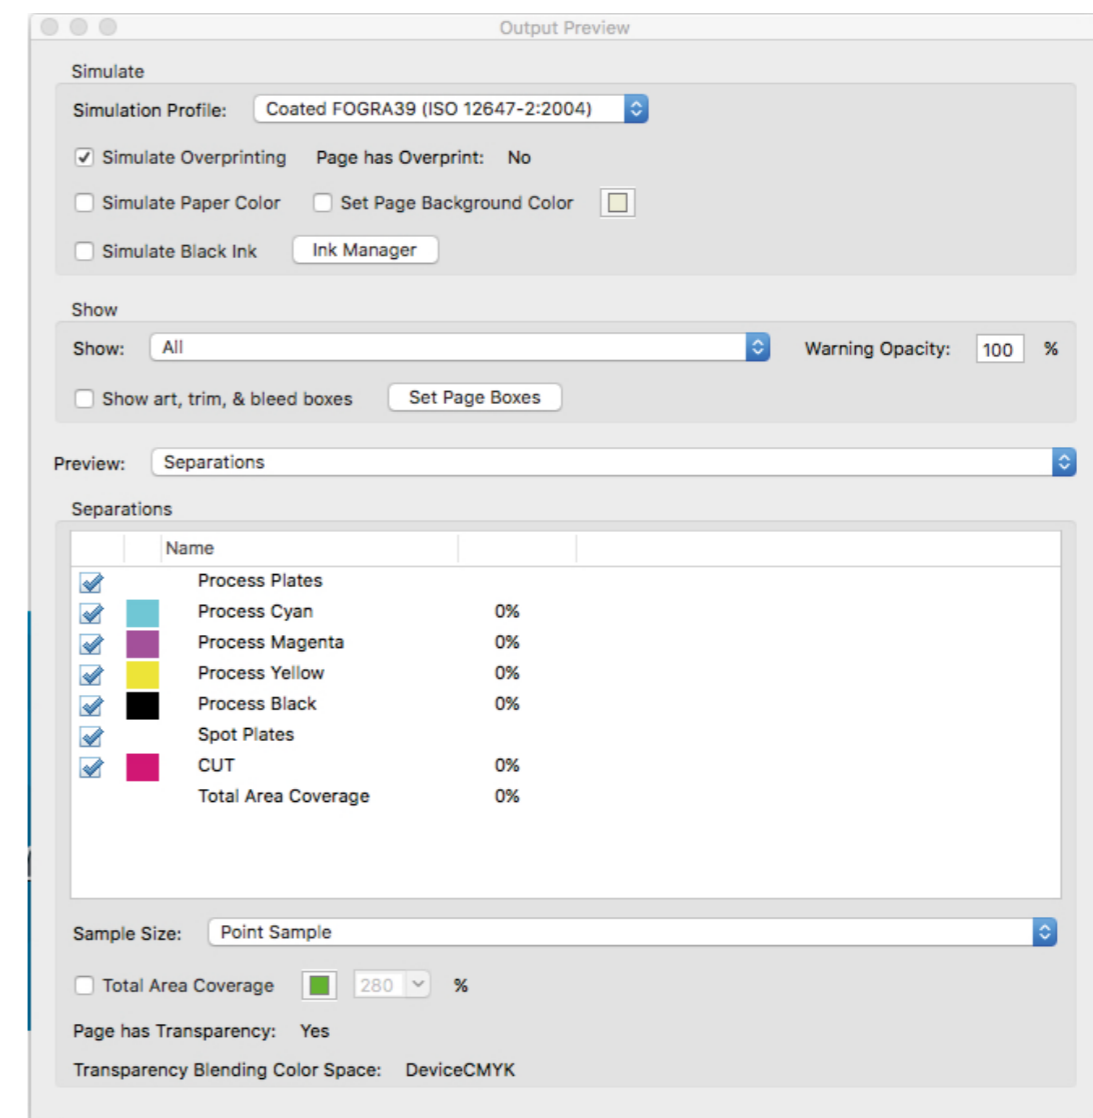 Output Preview
Simulate
Simulation Profile: Coated FOGRA39 (ISO 12647-2:2004)
Simulate Overprinting Page has Overprint: No
Simulate Paper Color Set Page Background Color
Simulate Black Ink Ink Manager
Show
Show: All Warning Opacity: 100 %
Show art, trim, & bleed boxes Set Page Boxes
Preview: Separations
Separations
Name
Process Plates
Process Cyan 0%
Process Magenta 0%
Process Yellow 0%
Process Black 0%
Spot Plates
CUT 0%
Total Area Coverage 0%
Sample Size: Point Sample
Total Area Coverage 280 %
Page has Transparency: Yes
Transparency Blending Color Space: DeviceCMYK